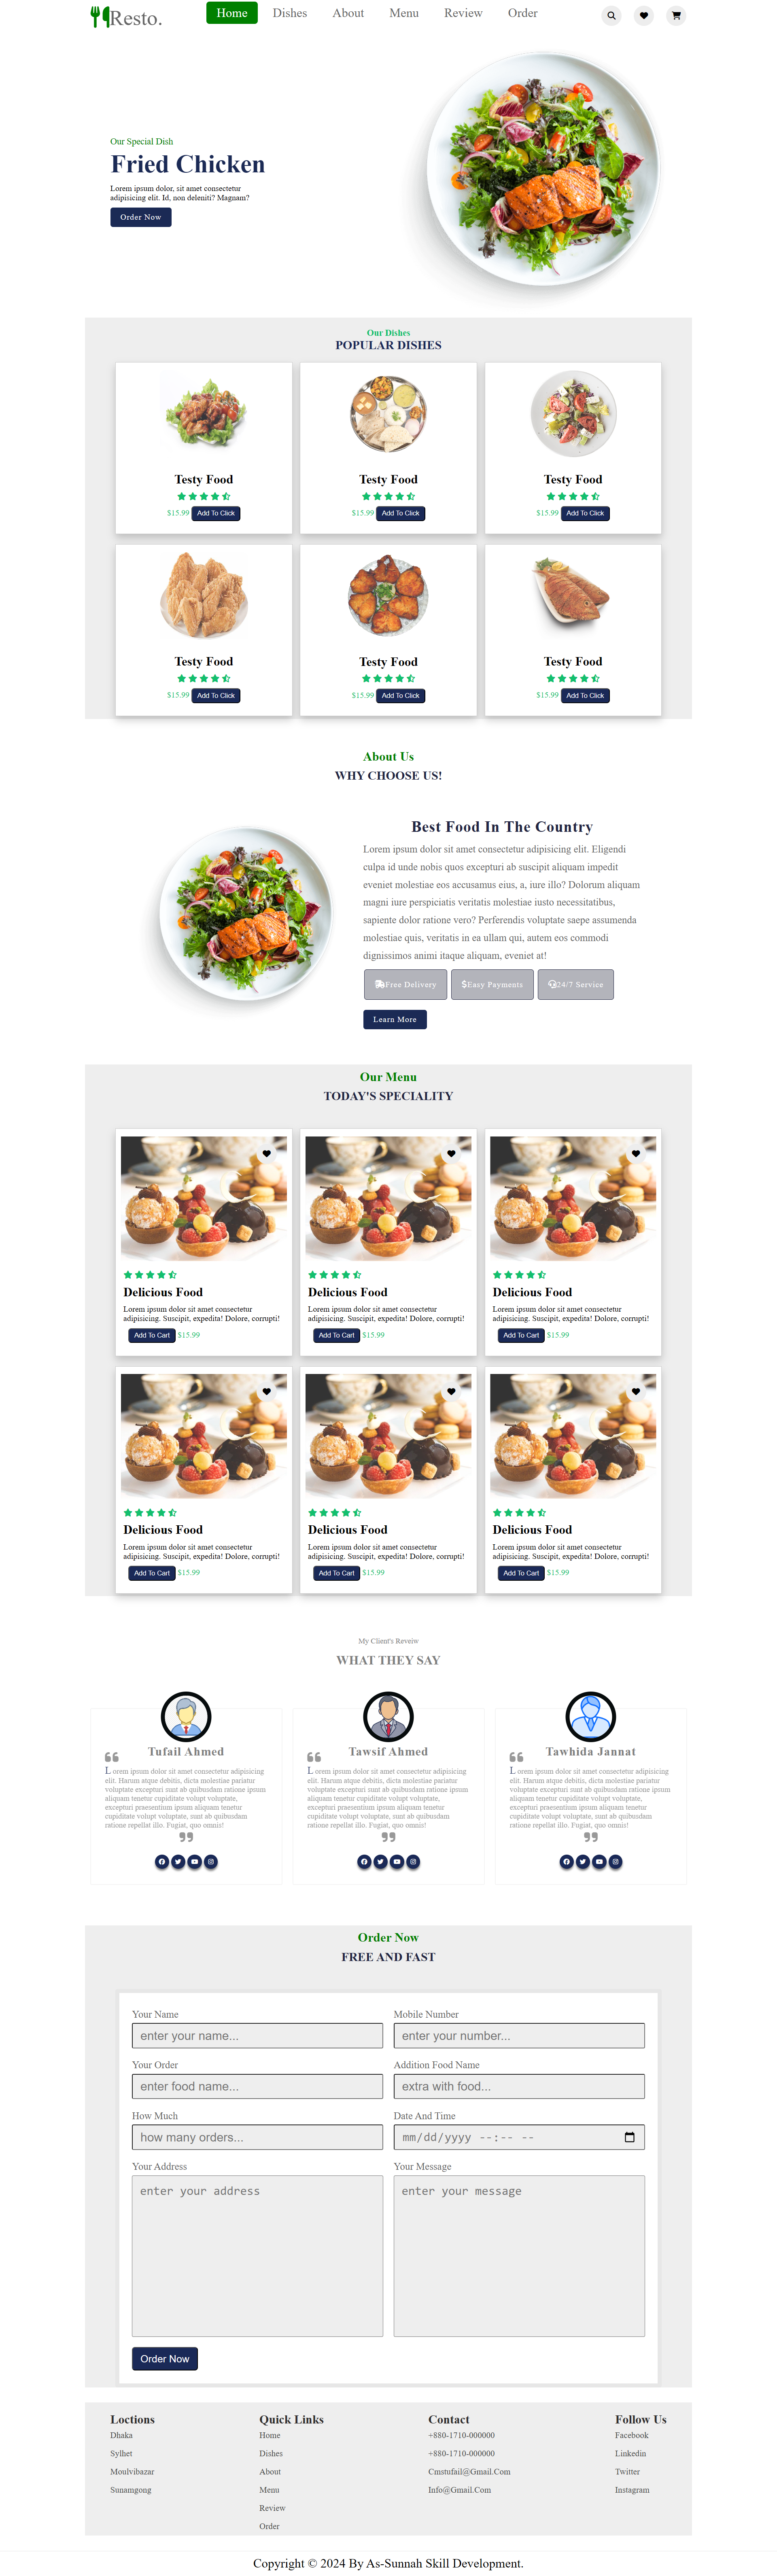 Resto.
Home Dishes About Menu Review Order
Our Special Dish
Fried Chicken
Lorem ipsum dolor, sit amet consectetur
adipisicing elit. Id, non deleniti? Magnam?
Order Now
Our Dishes
POPULAR DISHES
Testy Food Testy Food Testy Food
$15.99 Add To Click $15.99 Add To Click $15.99 Add To Click
Testy Food Testy Food Testy Food
$15.99 Add To Click $15.99 Add To Click $15.99 Add To Click
About Us
WHY CHOOSE US!
Best Food In The Country
Lorem ipsum dolor sit amet consectetur adipisicing elit. Eligendi
culpa id unde nobis quos excepturi ab suscipit aliquam impedit
eveniet molestiae eos accusamus eius, a, iure illo? Dolorum aliquam
magni iure perspiciatis veritatis molestiae iusto necessitatibus,
sapiente dolor ratione vero? Perferendis voluptate saepe assumenda
molestiae quis, veritatis in ea ullam qui, autem eos commodi
dignissimos animi itaque aliquam, eveniet at!
Free Delivery Easy Payments 24/7 Service
Learn More
Our Menu
TODAY'S SPECIALITY
Delicious Food Delicious Food Delicious Food
Lorem ipsum dolor sit amet consectetur Lorem ipsum dolor sit amet consectetur Lorem ipsum dolor sit amet consectetur
adipisicing. Suscipit, expedita! Dolore, corrupti! adipisicing. Suscipit, expedita! Dolore, corrupti! adipisicing. Suscipit, expedita! Dolore, corrupti!
Add To Cart $15.99 Add To Cart $15.99 Add To Cart $15.99
Delicious Food Delicious Food Delicious Food
Lorem ipsum dolor sit amet consectetur Lorem ipsum dolor sit amet consectetur Lorem ipsum dolor sit amet consectetur
adipisicing. Suscipit, expedita! Dolore, corrupti! adipisicing. Suscipit, expedita! Dolore, corrupti! adipisicing. Suscipit, expedita! Dolore, corrupti!
Add To Cart $15.99 Add To Cart $15.99 Add To Cart $15.99
My Client's Reveiw
WHAT THEY SAY
Tufail Ahmed
Lorem ipsum dolor sit amet consectetur adipisicing
elit. Harum atque debitis, dicta molestiae pariatur
voluptate excepturi sunt ab quibusdam ratione ipsum
aliquam tenetur cupiditate volupt voluptate,
excepturi praesentium ipsum aliquam tenetur
cupiditate volupt voluptate, sunt ab quibusdam
ratione repellat illo. Fugiat, quo omnis!
Tawsif Ahmed
Lorem ipsum dolor sit amet consectetur adipisicing
elit. Harum atque debitis, dicta molestiae pariatur
voluptate excepturi sunt ab quibusdam ratione ipsum
aliquam tenetur cupiditate volupt voluptate,
excepturi praesentium ipsum aliquam tenetur
cupiditate volupt voluptate, sunt ab quibusdam
ratione repellat illo. Fugiat, quo omnis!
Tawhida Jannat
Lorem ipsum dolor sit amet consectetur adipisicing
elit. Harum atque debitis, dicta molestiae pariatur
voluptate excepturi sunt ab quibusdam ratione ipsum
aliquam tenetur cupiditate volupt voluptate,
excepturi praesentium ipsum aliquam tenetur
cupiditate volupt voluptate, sunt ab quibusdam
ratione repellat illo. Fugiat, quo omnis!
Order Now
FREE AND FAST
Your Name Mobile Number
enter your name... enter your number...
Your Order Addition Food Name
enter food name... extra with food...
How Much Date And Time
how many orders... mm/dd/yyyy --:-- --
Your Address Your Message
enter your address enter your message
Order Now
Loctions Quick Links Contact Follow Us
Dhaka Home +880-1710-000000 Facebook
Sylhet Dishes +880-1710-000000 Linkedin
Moulvibazar About Cmstufail@Gmail.Com Twitter
Sunamgong Menu Info@Gmail.Com Instagram
Review
Order
Copyright © 2024 By As-Sunnah Skill Development.